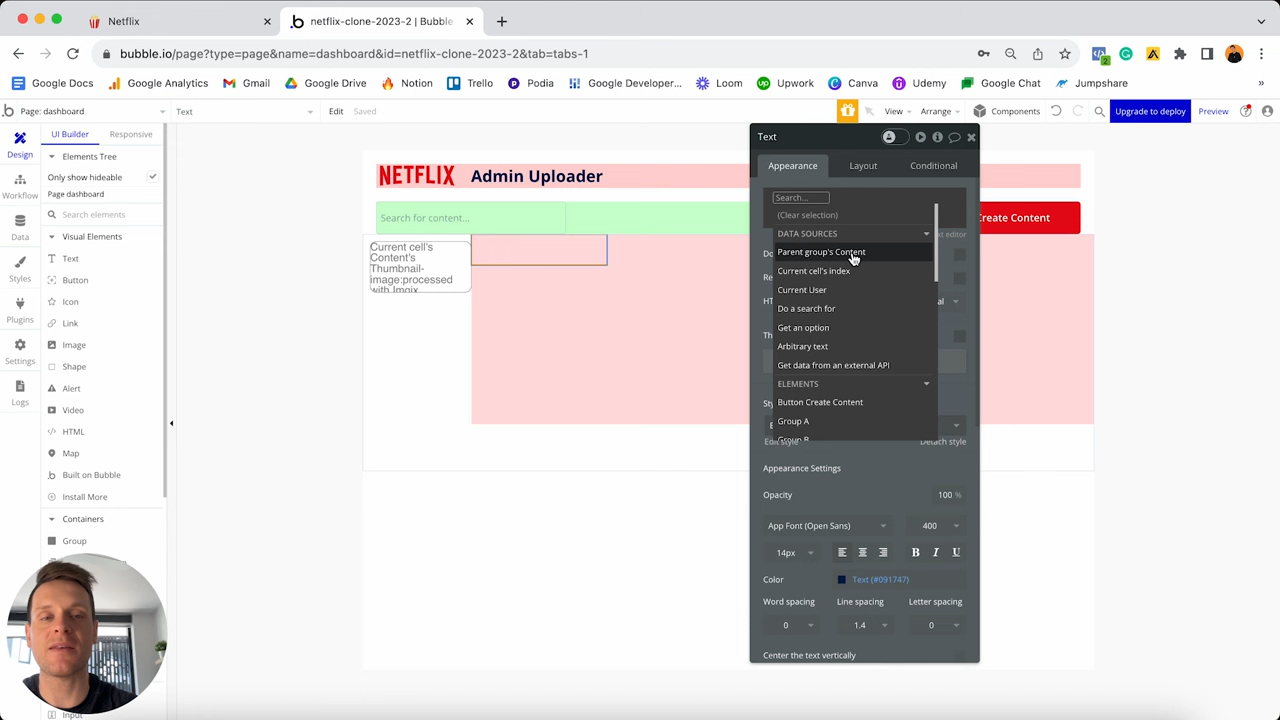 Netflix
netflix-clone-2023-2 | Bubble
bubble.io/page?type=page&name=dashboard&id=netflix-clone-2023-2&tab=tabs-1
2
Google Docs
Google Analytics
Gmail
Google Drive
Notion
Trello
Podia
Google Developer...
Loom
Upwork
Canva
Udemy
Google Chat
Jumpshare
»
Page: dashboard
Text
Edit
Saved
View
Arrange
Components
Upgrade to deploy
Preview
Design
Workflow
Data
Styles
Plugins
Settings
Logs
UI Builder
Responsive
Elements Tree
Only show hideable
Page dashboard
Search elements
Visual Elements
Text
Button
Icon
Link
Image
Shape
Alert
Video
HTML
Map
Built on Bubble
Install More
Containers
Group
Input
NETFLIX Admin Uploader
Search for content...
Create Content
Current cell's
Content's
Thumbnail-
image:processed
with Imgix
Text
Appearance
Layout
Conditional
Search...
(Clear selection)
DATA SOURCES
Parent group's Content
Current cell's index
Current User
Do a search for
Get an option
Arbitrary text
Get data from an external API
ELEMENTS
Button Create Content
Group A
Group B
Edit style
Detach style
Appearance Settings
Opacity
100 %
App Font (Open Sans)
400
14px
B I U
Color
Text (#091747)
Word spacing
Line spacing
Letter spacing
0
1.4
0
Center the text vertically